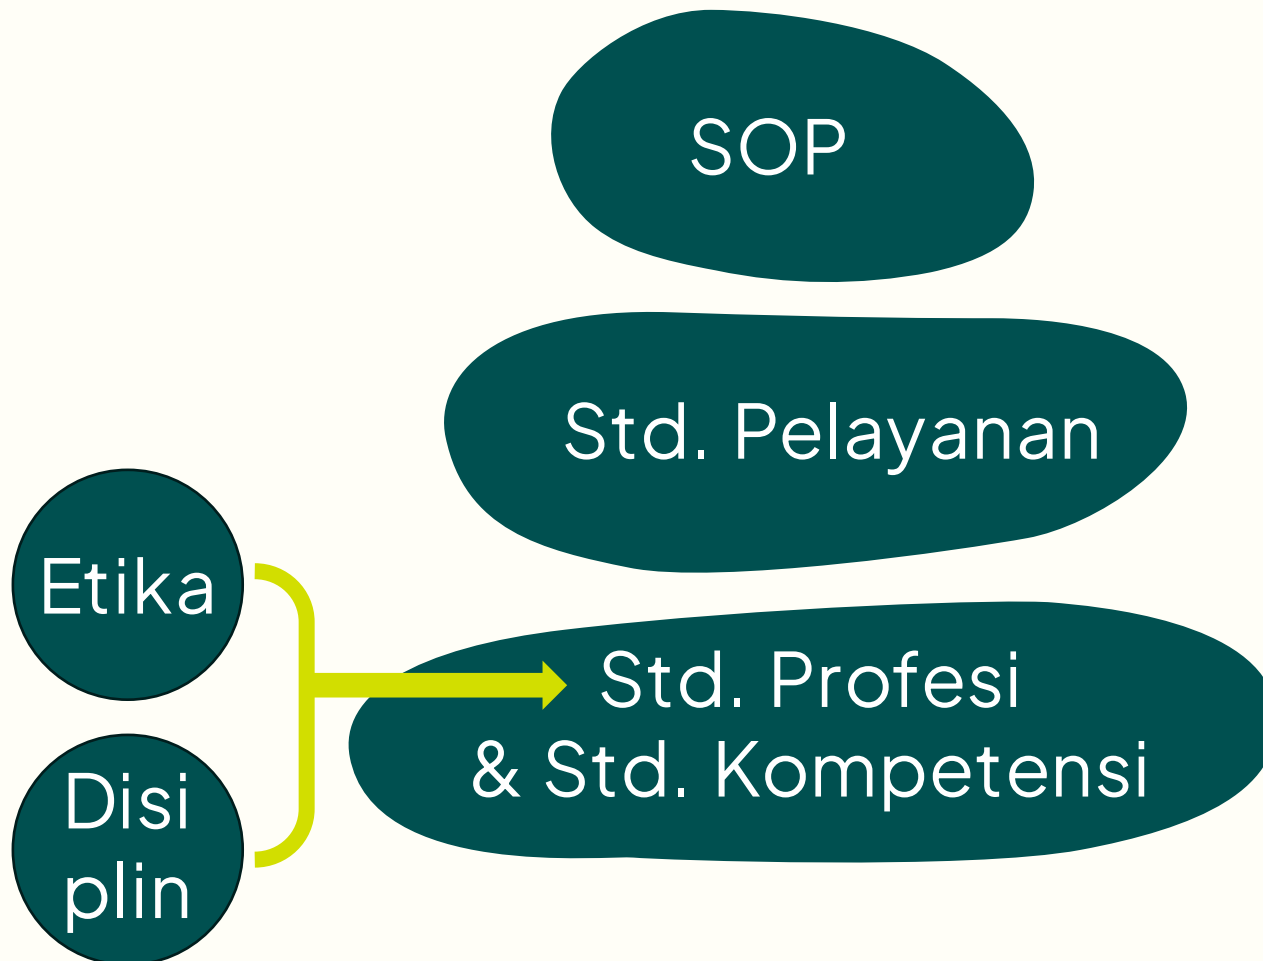 SOP
Std. Pelayanan
Etika
Std. Profesi
& Std. Kompetensi
Disi
plin